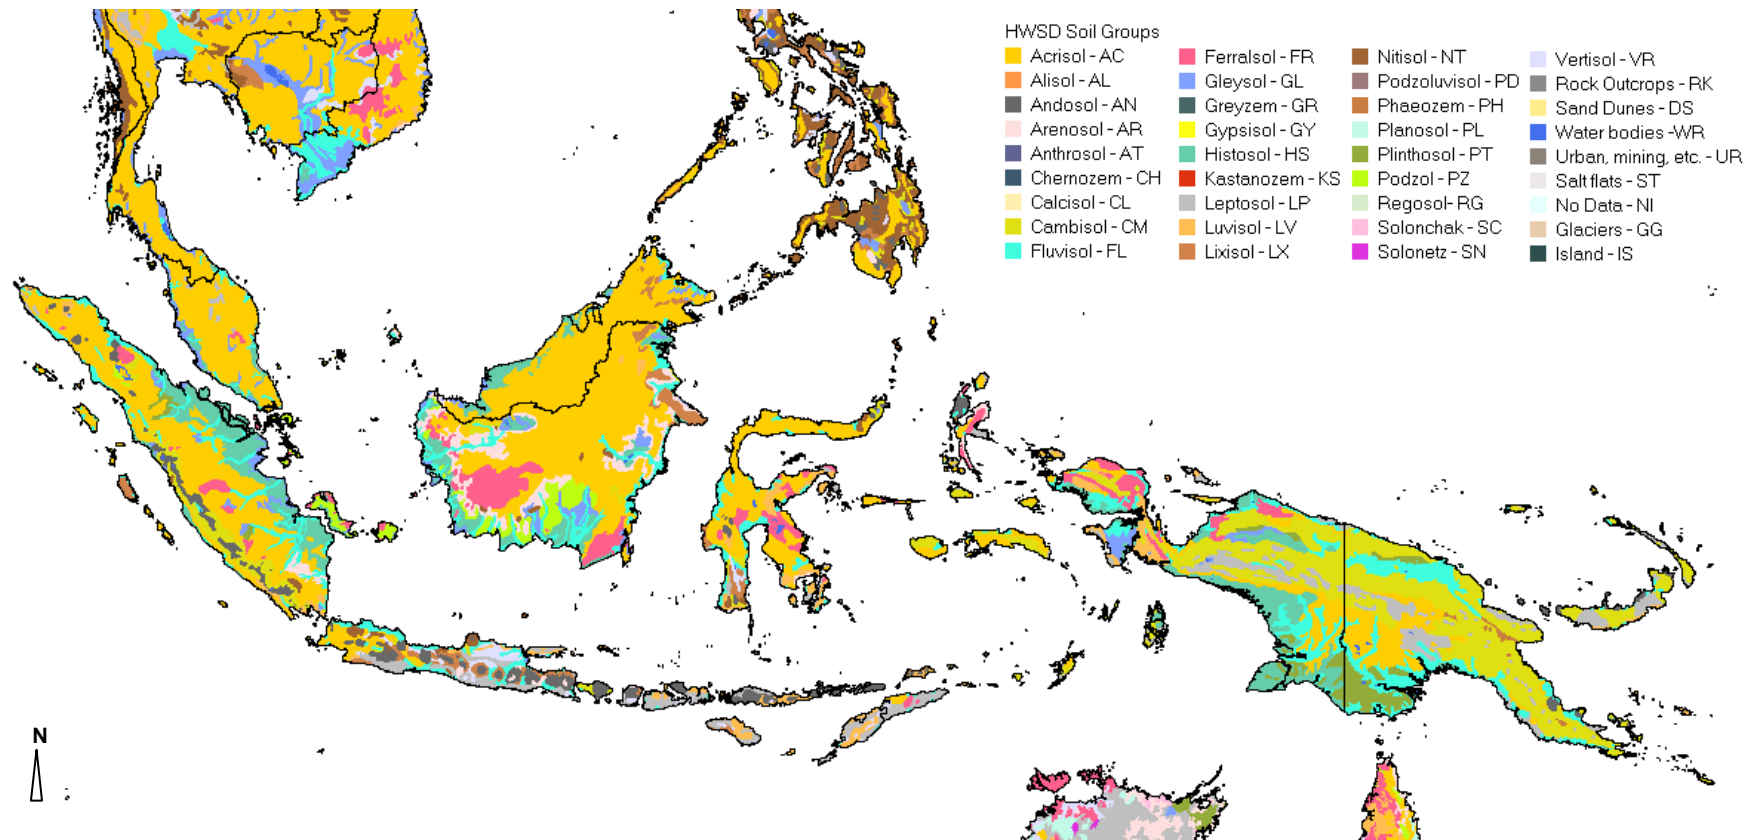 HWSD Soil Groups
Acrisol - AC
Alisol - AL
Andosol - AN
Arenosol - AR
Anthrosol - AT
Chernozem - CH
Calcisol - CL
Cambisol - CM
Fluvisol - FL
Ferralsol - FR
Gleysol - GL
Greyzem - GR
Gypsisol - GY
Histosol - HS
Kastanozem - KS
Leptosol - LP
Luvisol - LV
Lixisol - LX
Nitisol - NT
Podzoluvisol - PD
Phaeozem - PH
Planosol - PL
Plinthosol - PT
Podzol - PZ
Regosol- RG
Solonchak - SC
Solonetz - SN
Vertisol - VR
Rock Outcrops - RK
Sand Dunes - DS
Water bodies -WR
Urban, mining, etc. - UR
Salt flats - ST
No Data - NI
Glaciers - GG
Island - IS
N